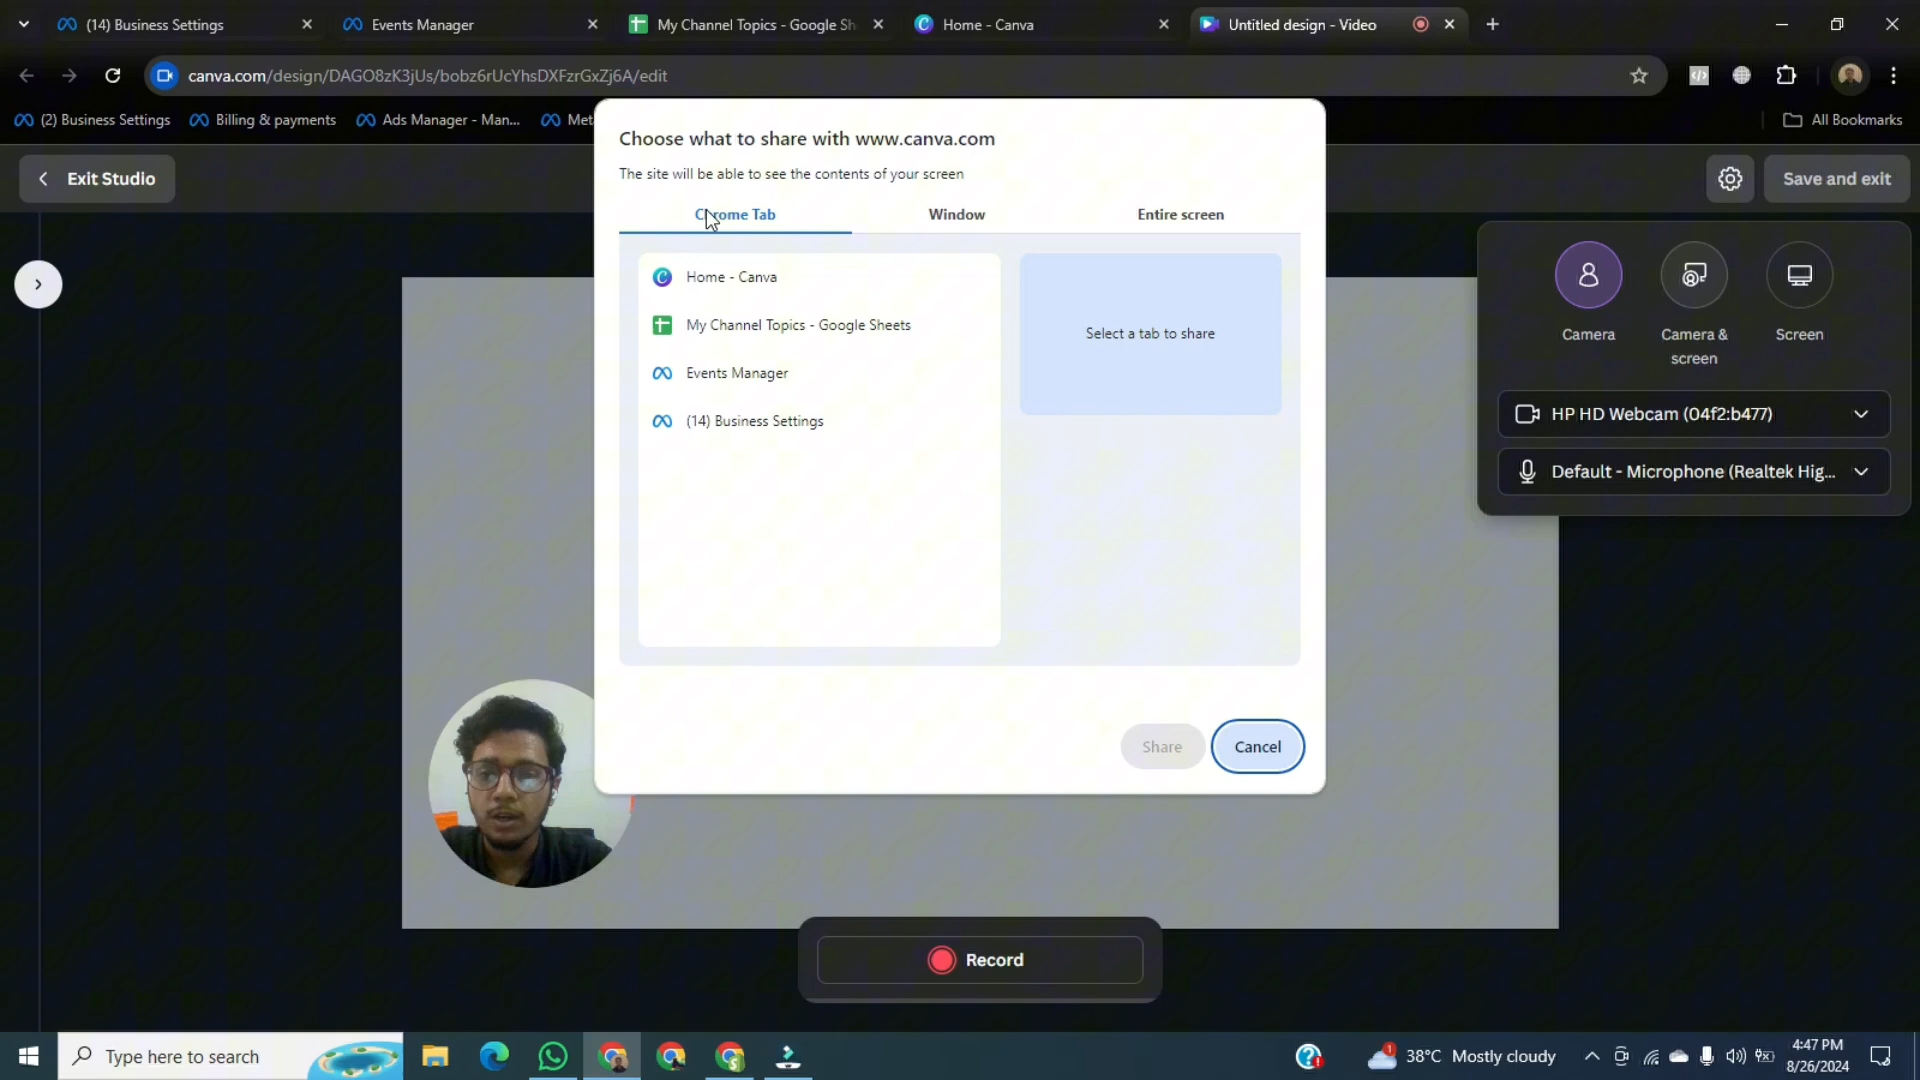 (14) Business Settings
Events Manager
My Channel Topics - Google Sh
Home - Canva
Untitled design - Video
canva.com/design/DAGO8zK3jUs/bobz6rUcYhsDXFzrGxZj6A/edit
(2) Business Settings
Billing & payments
Ads Manager - Man...
Met
All Bookmarks
Exit Studio
Save and exit
Choose what to share with www.canva.com
The site will be able to see the contents of your screen
Chrome Tab
Window
Entire screen
Home - Canva
My Channel Topics - Google Sheets
Events Manager
(14) Business Settings
Select a tab to share
Share
Cancel
Camera
Camera &
screen
Screen
HP HD Webcam (04f2:b477)
Default - Microphone (Realtek Hig...
Record
Type here to search
38°C Mostly cloudy
4:47 PM
8/26/2024